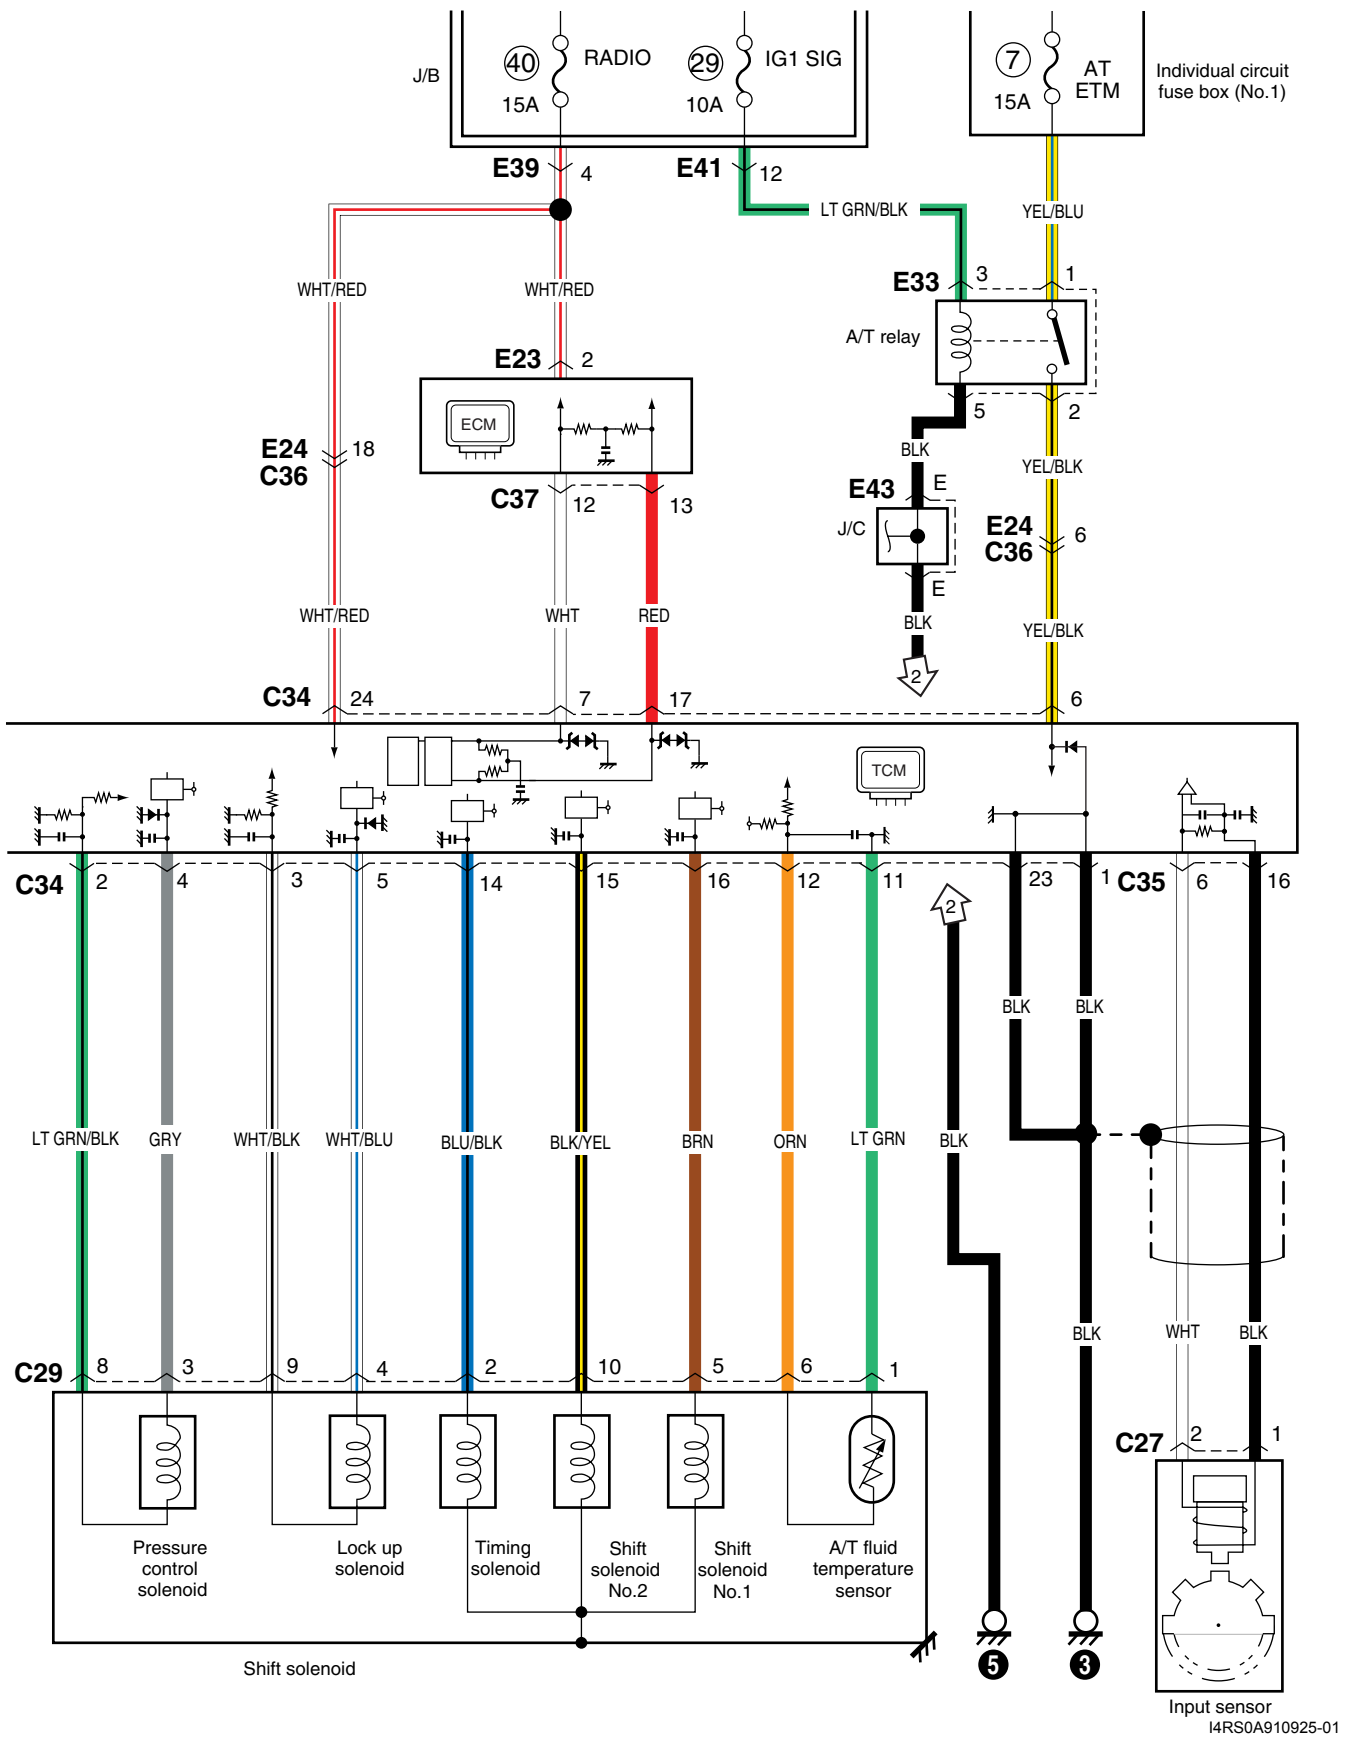 J/B
40
15A
RADIO
29
10A
IG1 SIG
7
15A
AT
ETM
Individual circuit
fuse box (No.1)
E39
4
E41
12
LT GRN/BLK
YEL/BLU
WHT/RED
WHT/RED
E33
3
1
A/T relay
E23
2
ECM
5
2
BLK
E24
C36
18
C37
12
13
E43
E
J/C
E
YEL/BLK
E24
C36
6
WHT/RED
WHT
RED
BLK
YEL/BLK
2
C34
24
7
17
6
TCM
C34
2
4
3
5
14
15
16
12
11
23
1
C35
6
16
2
BLK
BLK
LT GRN/BLK
GRY
WHT/BLK
WHT/BLU
BLU/BLK
BLK/YEL
BRN
ORN
LT GRN
BLK
BLK
WHT
BLK
C29
8
3
9
4
2
10
5
6
1
C27
2
1
Pressure
control
solenoid
Lock up
solenoid
Timing
solenoid
Shift
solenoid
No.2
Shift
solenoid
No.1
A/T fluid
temperature
sensor
Shift solenoid
5
3
Input sensor
I4RS0A910925-01